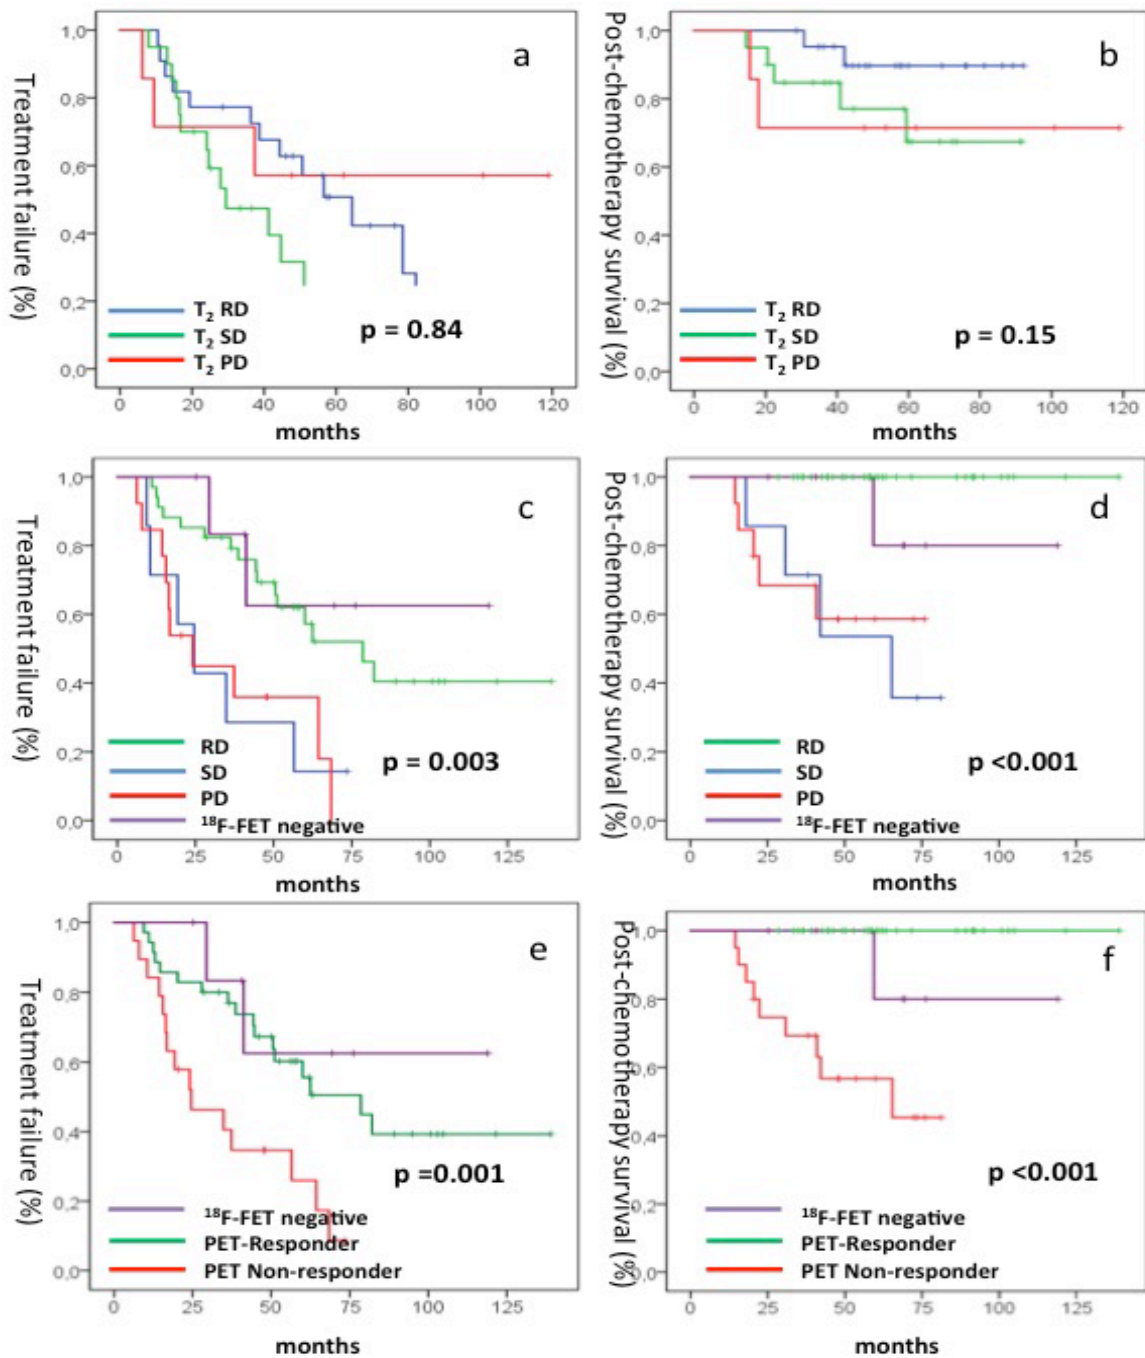 a
Treatment failure (%)
1,0
0,8
0,6
0,4
0,2
0,0
T₂ RD
T₂ SD
T₂ PD
p = 0.84
0 20 40 60 80 100 120
months
b
Post-chemotherapy survival (%)
1,0
0,8
0,6
0,4
0,2
0,0
T₂ RD
T₂ SD
T₂ PD
p = 0.15
0 20 40 60 80 100 120
months
c
Treatment failure (%)
1,0
0,8
0,6
0,4
0,2
0,0
RD
SD
PD
¹⁸F-FET negative
p = 0.003
0 25 50 75 100 125
months
d
Post-chemotherapy survival (%)
1,0
0,8
0,6
0,4
0,2
0,0
RD
SD
PD
¹⁸F-FET negative
p <0.001
0 25 50 75 100 125
months
e
Treatment failure (%)
1,0
0,8
0,6
0,4
0,2
0,0
p =0.001
¹⁸F-FET negative
PET-Responder
PET Non-responder
0 25 50 75 100 125
months
f
Post-chemotherapy survival (%)
1,0
0,8
0,6
0,4
0,2
0,0
p <0.001
¹⁸F-FET negative
PET-Responder
PET Non-responder
0 25 50 75 100 125
months